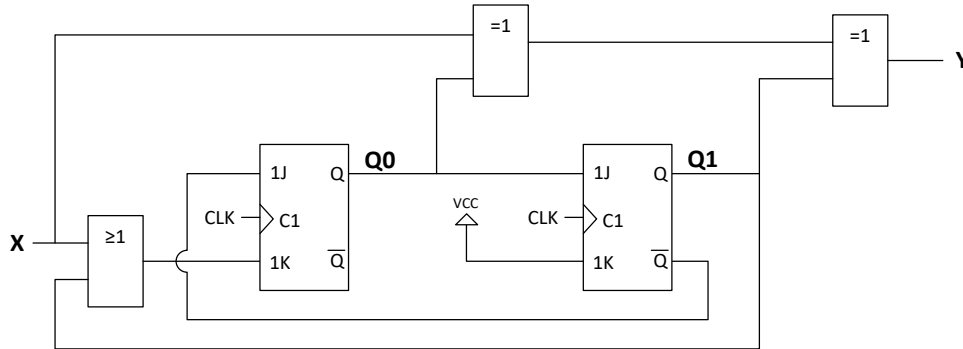 =1
=1
Y
Q0
Q1
1J
Q
1J
Q
VCC
CLK
C1
CLK
C1
X
≥1
1K
Q̅
1K
Q̅